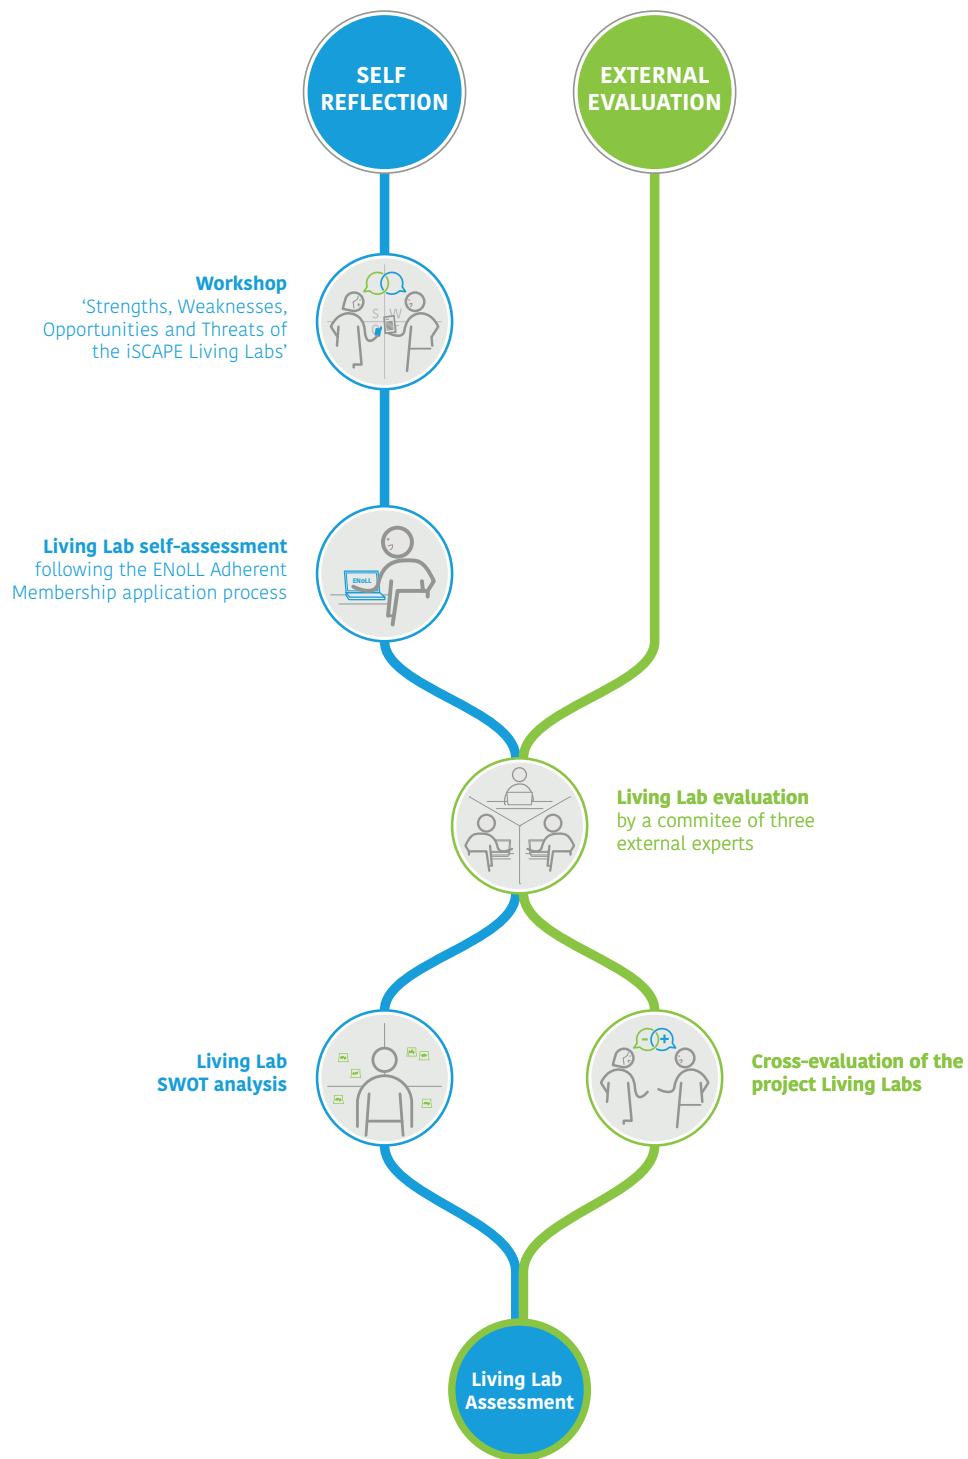 SELF
REFLECTION
EXTERNAL
EVALUATION
Workshop
‘Strengths, Weaknesses,
Opportunities and Threats of
the iSCAPE Living Labs’
S W
Living Lab self-assessment
following the ENoLL Adherent
Membership application process
ENoLL
Living Lab evaluation
by a commitee of three
external experts
Living Lab
SWOT analysis
- +
Cross-evaluation of the
project Living Labs
Living Lab
Assessment